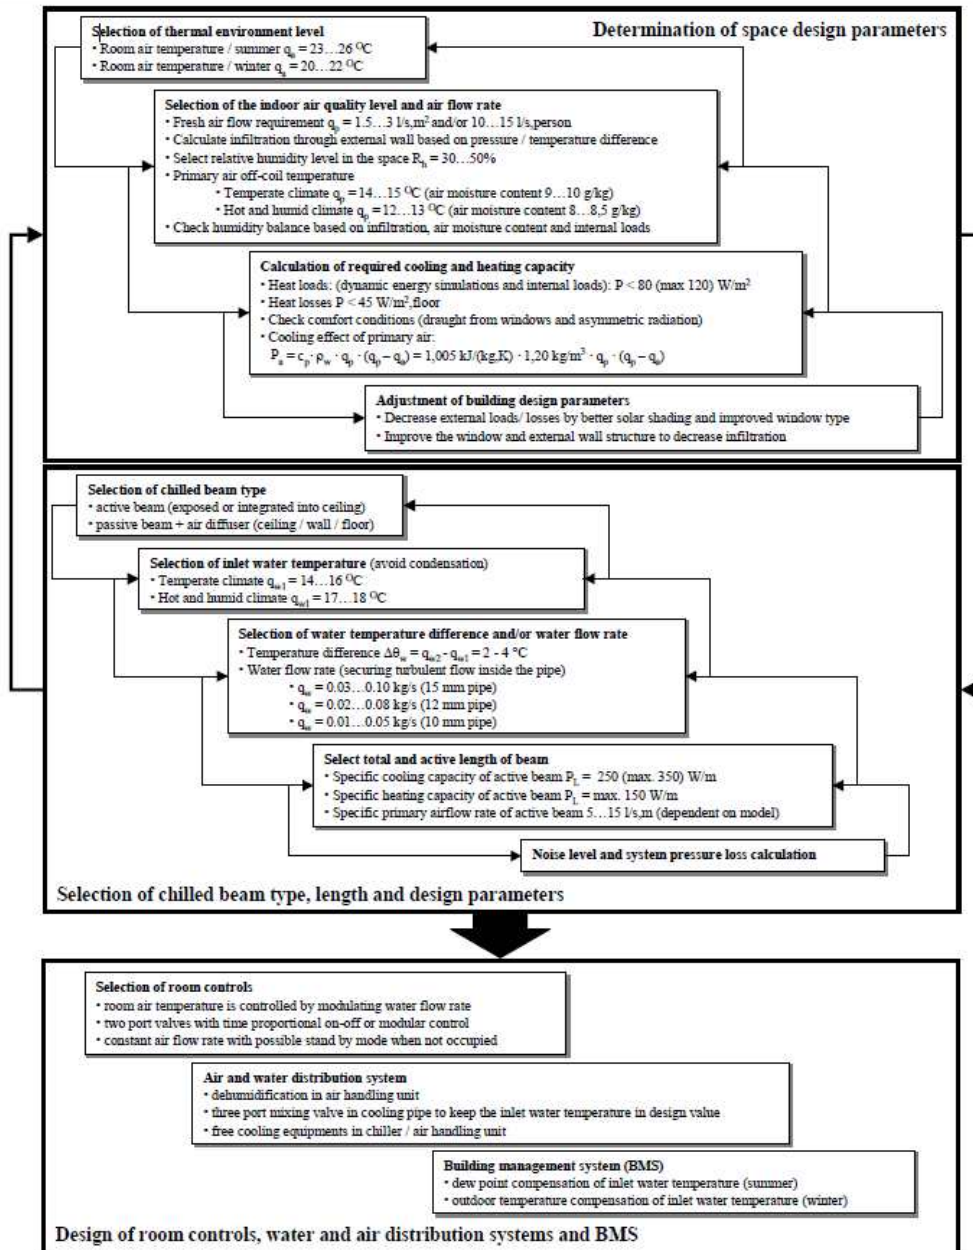 Determination of space design parameters
Selection of thermal environment level
• Room air temperature / summer qₐ = 23…26 ᴼC
• Room air temperature / winter qₐ = 20…22 ᴼC
Selection of the indoor air quality level and air flow rate
• Fresh air flow requirement qₚ = 1.5…3 l/s,m² and/or 10…15 l/s,person
• Calculate infiltration through external wall based on pressure / temperature difference
• Select relative humidity level in the space Rₕ = 30…50%
• Primary air off-coil temperature
• Temperate climate qₚ = 14…15 ᴼC (air moisture content 9…10 g/kg)
• Hot and humid climate qₚ = 12…13 ᴼC (air moisture content 8…8,5 g/kg)
• Check humidity balance based on infiltration, air moisture content and internal loads
Calculation of required cooling and heating capacity
• Heat loads: (dynamic energy simulations and internal loads): P < 80 (max 120) W/m²
• Heat losses P < 45 W/m²,floor
• Check comfort conditions (draught from windows and asymmetric radiation)
• Cooling effect of primary air:
Pₐ = cₚ · ρ_w · qₚ · (qₚ – qₐ) = 1,005 kJ/(kg,K) · 1,20 kg/m³ · qₚ · (qₚ – qₐ)
Adjustment of building design parameters
• Decrease external loads/ losses by better solar shading and improved window type
• Improve the window and external wall structure to decrease infiltration
Selection of chilled beam type
• active beam (exposed or integrated into ceiling)
• passive beam + air diffuser (ceiling / wall / floor)
Selection of inlet water temperature (avoid condensation)
• Temperate climate q_w1 = 14…16 ᴼC
• Hot and humid climate q_w1 = 17…18 ᴼC
Selection of water temperature difference and/or water flow rate
• Temperature difference Δθ_w = q_w2 - q_w1 = 2 - 4 °C
• Water flow rate (securing turbulent flow inside the pipe)
• q_w = 0.03…0.10 kg/s (15 mm pipe)
• q_w = 0.02…0.08 kg/s (12 mm pipe)
• q_w = 0.01…0.05 kg/s (10 mm pipe)
Select total and active length of beam
• Specific cooling capacity of active beam P_L = 250 (max. 350) W/m
• Specific heating capacity of active beam P_L = max. 150 W/m
• Specific primary airflow rate of active beam 5…15 l/s,m (dependent on model)
Noise level and system pressure loss calculation
Selection of chilled beam type, length and design parameters
Selection of room controls
• room air temperature is controlled by modulating water flow rate
• two port valves with time proportional on-off or modular control
• constant air flow rate with possible stand by mode when not occupied
Air and water distribution system
• dehumidification in air handling unit
• three port mixing valve in cooling pipe to keep the inlet water temperature in design value
• free cooling equipments in chiller / air handling unit
Building management system (BMS)
• dew point compensation of inlet water temperature (summer)
• outdoor temperature compensation of inlet water temperature (winter)
Design of room controls, water and air distribution systems and BMS